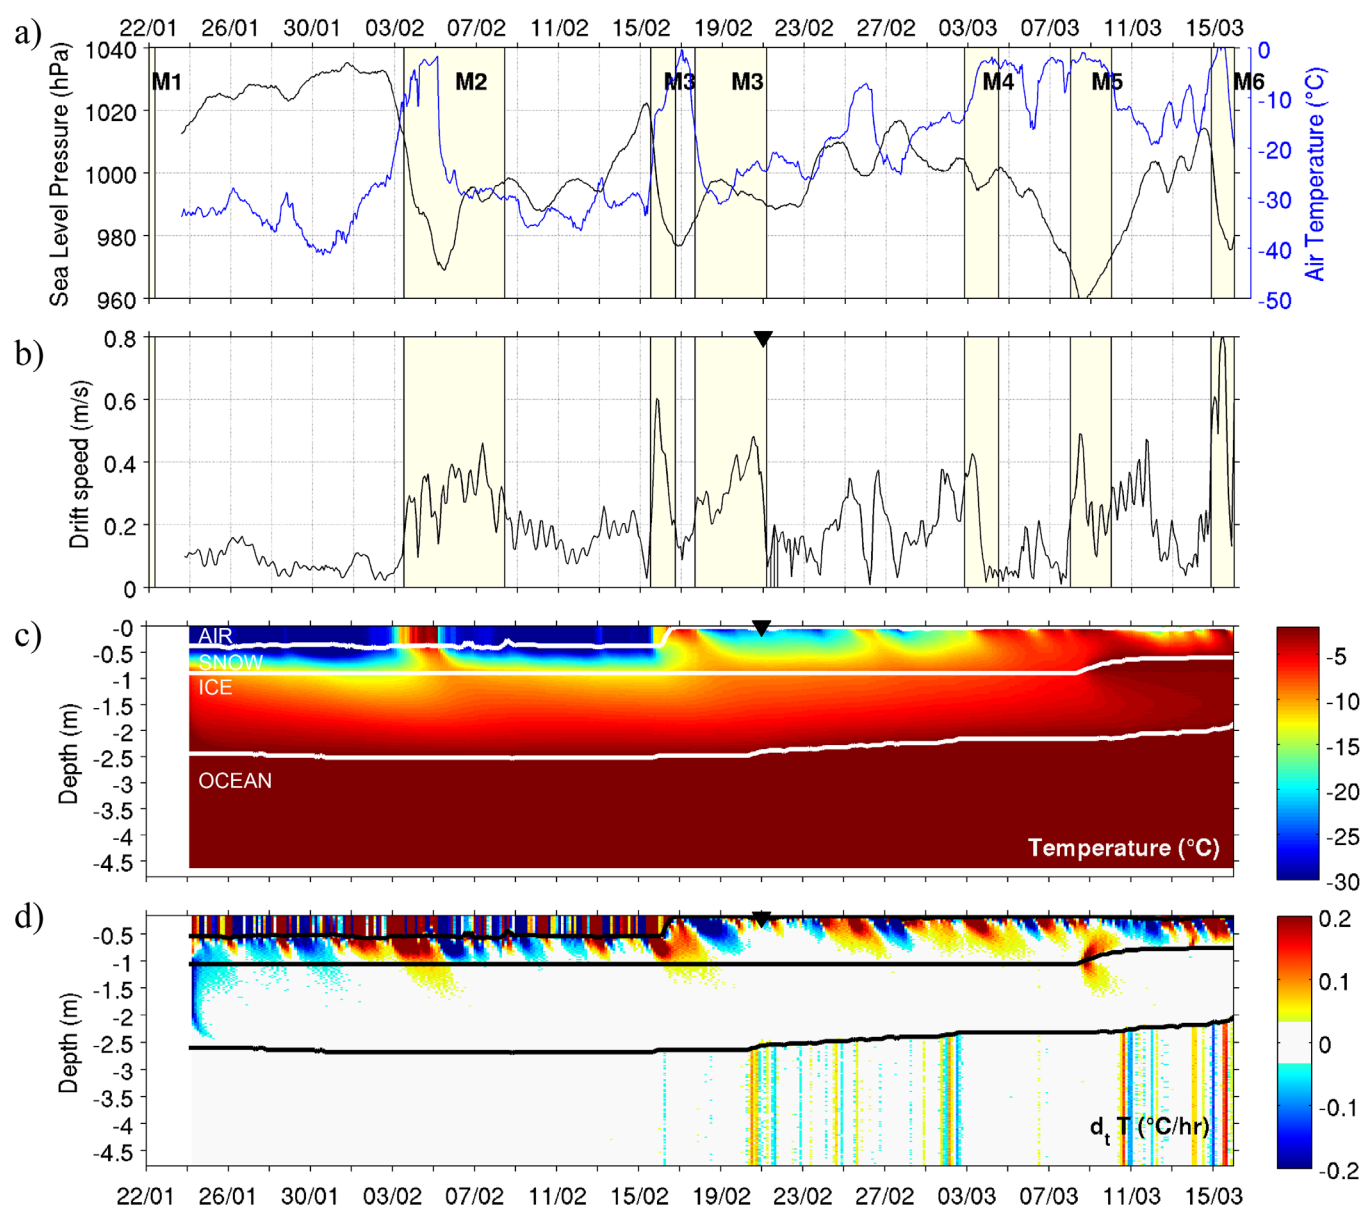 a)
22/01 26/01 30/01 03/02 07/02 11/02 15/02 19/02 23/02 27/02 03/03 07/03 11/03 15/03
1040
1020
1000
980
960
Sea Level Pressure (hPa)
M1 M2 M3 M3 M4 M5 M6
0
-10
-20
-30
-40
-50
Air Temperature (°C)
b)
0.8
0.6
0.4
0.2
0
Drift speed (m/s)
c)
-0
-0.5
-1
-1.5
-2
-2.5
-3
-3.5
-4
-4.5
Depth (m)
AIR
SNOW
ICE
OCEAN
Temperature (°C)
-5
-10
-15
-20
-25
-30
d)
-0.5
-1
-1.5
-2
-2.5
-3
-3.5
-4
-4.5
Depth (m)
d_t T (°C/hr)
0.2
0.1
0
-0.1
-0.2
22/01 26/01 30/01 03/02 07/02 11/02 15/02 19/02 23/02 27/02 03/03 07/03 11/03 15/03